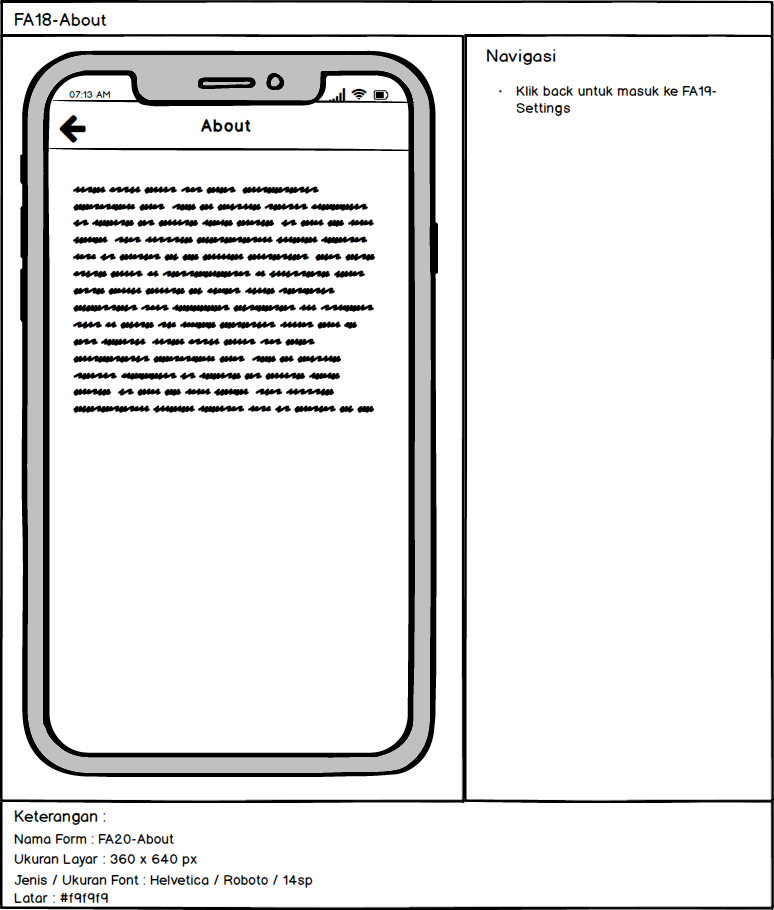 FA18-About
07:13 AM
About
Navigasi
· Klik back untuk masuk ke FA19-
Settings
Keterangan :
Nama Form : FA20-About
Ukuran Layar : 360 x 640 px
Jenis / Ukuran Font : Helvetica / Roboto / 14sp
Latar : #f9f9f9